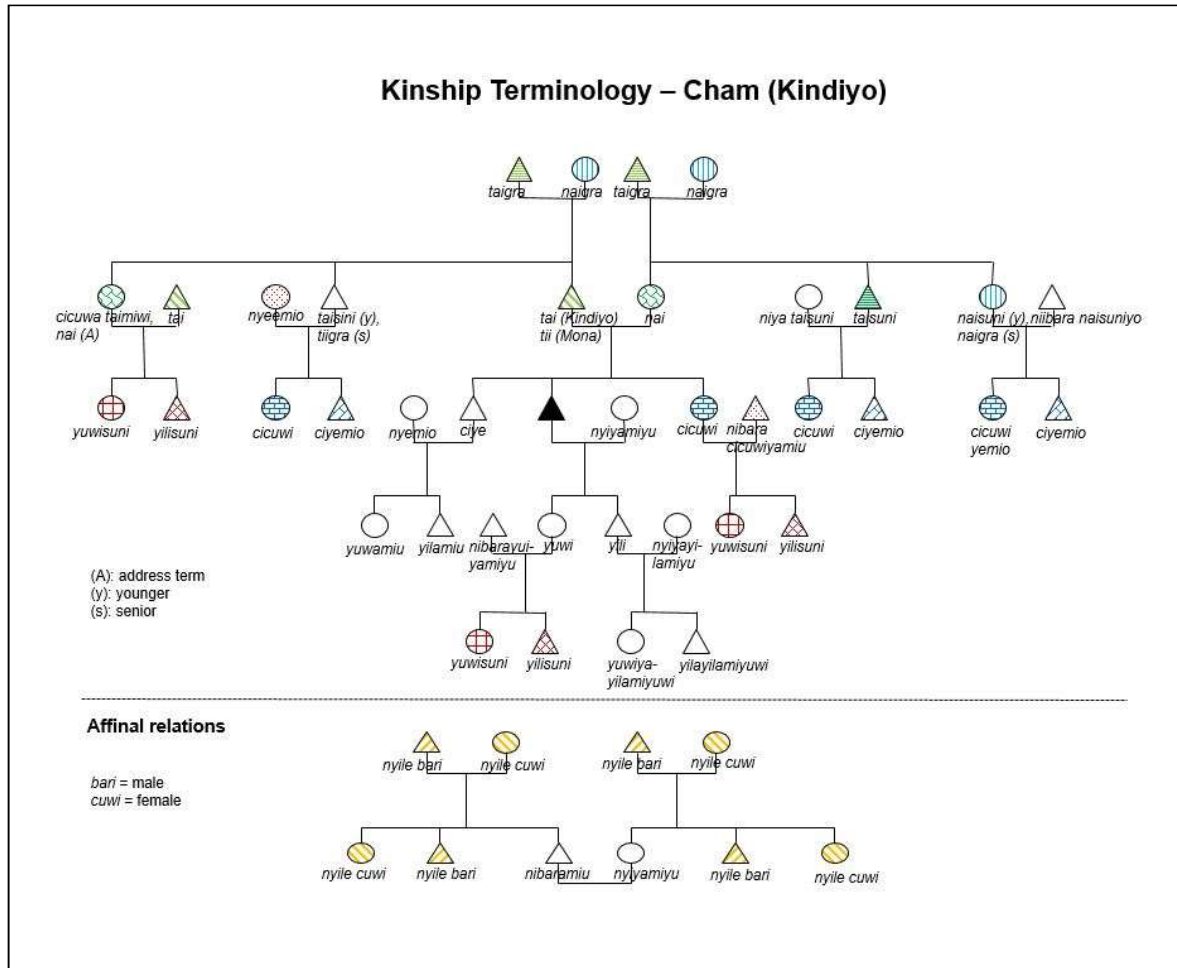 Kinship Terminology – Cham (Kindiyo)
taigra
naigra
taigra
naigra
cicuwa taimiwi,
nai (A)
tai
nyeemio
taisini (y),
tiigra (s)
tai (Kindiyo)
tii (Mona)
nai
niya taisuni
taisuni
naisuni (y),
naigra (s)
niibara naisuniyo
yuwisuni
yilisuni
cicuwi
ciyemio
nyemio
ciye
nyiyamiyu
cicuwi
nibara
cicuwiyamiu
cicuwi
ciyemio
cicuwi
yemio
ciyemio
yuwamiu
yilamiu
nibarayui-
yamiyu
yuwi
yili
nyiyayi-
lamiyu
yuwisuni
yilisuni
(A): address term
(y): younger
(s): senior
yuwisuni
yilisuni
yuwiya-
yilamiyuwi
yilayilamiyuwi
Affinal relations
bari = male
cuwi = female
nyile bari
nyile cuwi
nyile bari
nyile cuwi
nyile cuwi
nyile bari
nibaramiu
nyiyamiyu
nyile bari
nyile cuwi